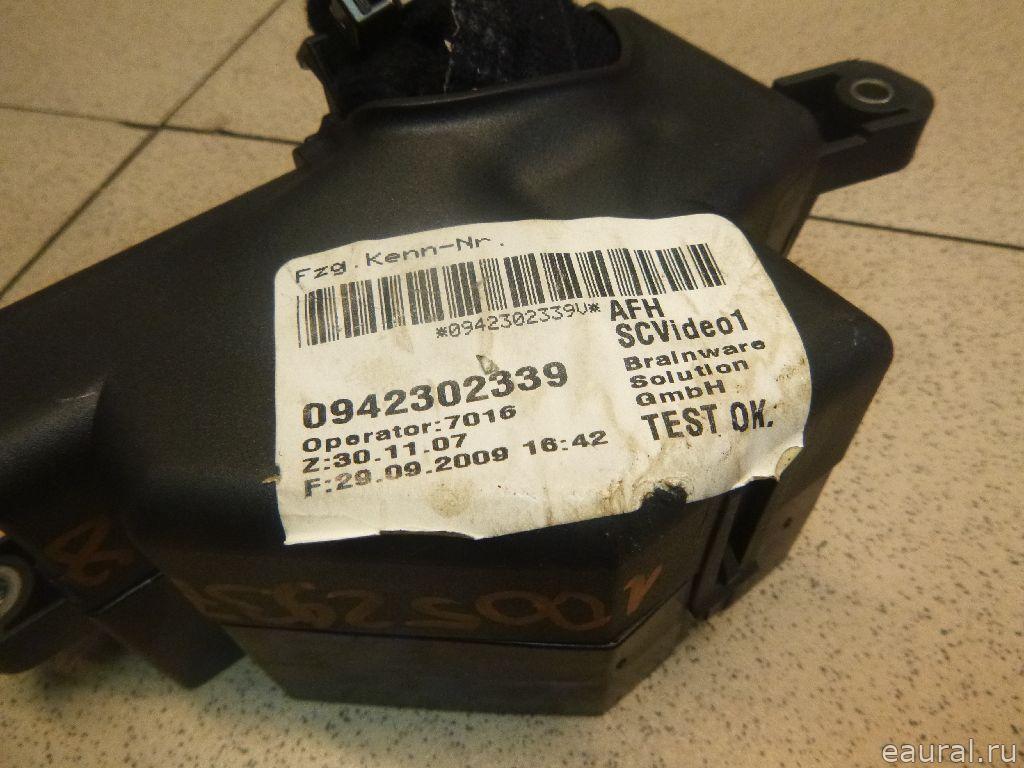 Fzg.Kenn-Nr.
*0942302339V*
AFH
SCVideo1
Brainware
Solution
GmbH
TEST OK.
0942302339
Operator:7016
Z:30.11.07
F:29.09.2009 16:42
eaural.ru